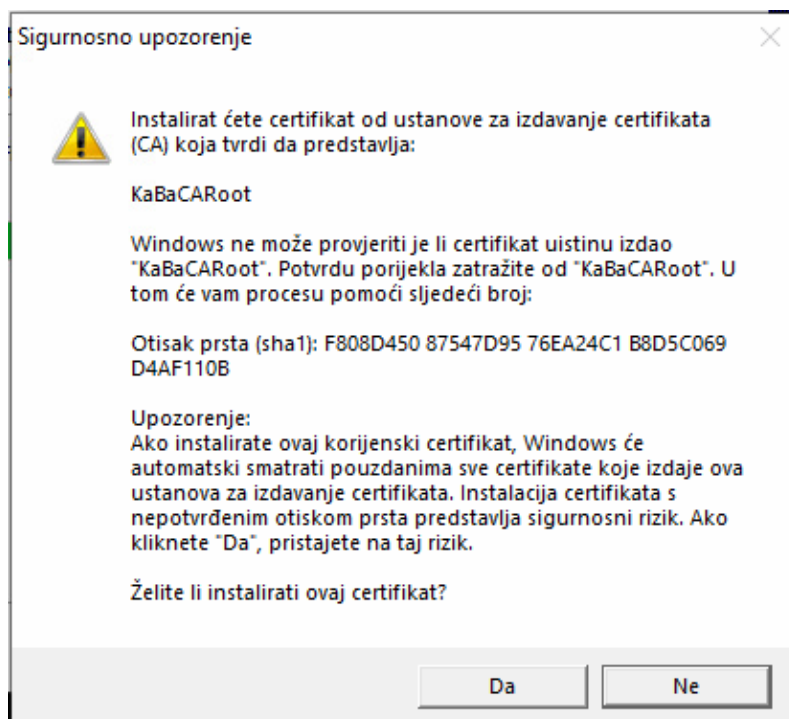 Sigurnosno upozorenje
Instalirat ćete certifikat od ustanove za izdavanje certifikata
(CA) koja tvrdi da predstavlja:
KaBaCARoot
Windows ne može provjeriti je li certifikat uistinu izdao
"KaBaCARoot". Potvrdu porijekla zatražite od "KaBaCARoot". U
tom će vam procesu pomoći sljedeći broj:
Otisak prsta (sha1): F808D450 87547D95 76EA24C1 B8D5C069
D4AF110B
Upozorenje:
Ako instalirate ovaj korijenski certifikat, Windows će
automatski smatrati pouzdanima sve certifikate koje izdaje ova
ustanova za izdavanje certifikata. Instalacija certifikata s
nepotvrđenim otiskom prsta predstavlja sigurnosni rizik. Ako
kliknete "Da", pristajete na taj rizik.
Želite li instalirati ovaj certifikat?
Da
Ne